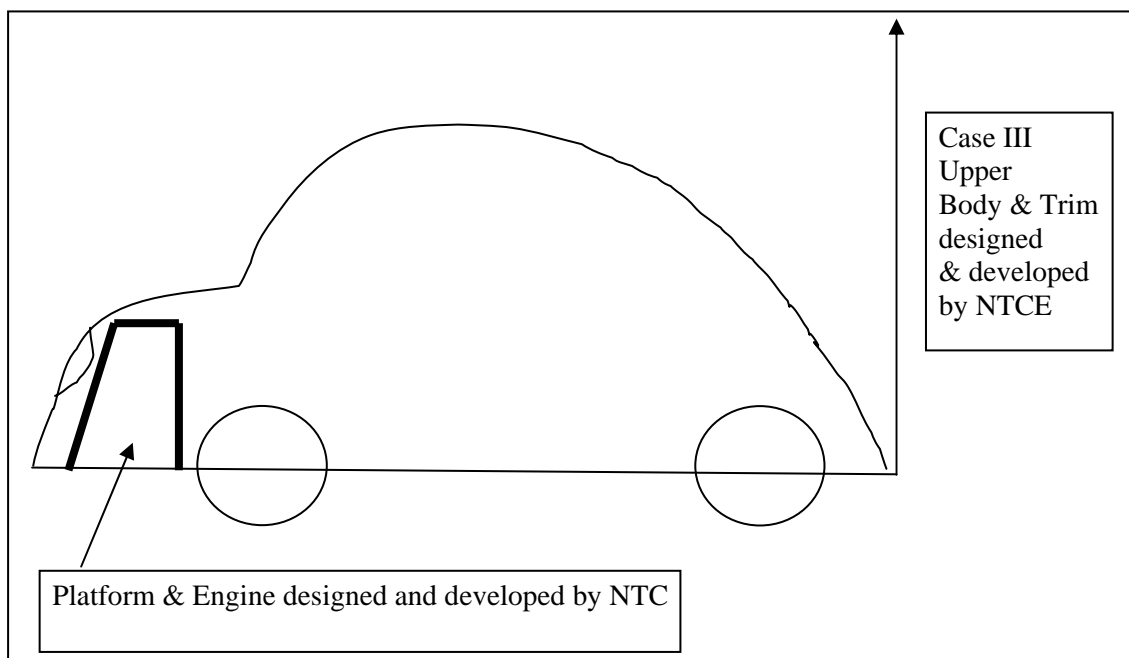 Case III
Upper
Body & Trim
designed
& developed
by NTCE
Platform & Engine designed and developed by NTC